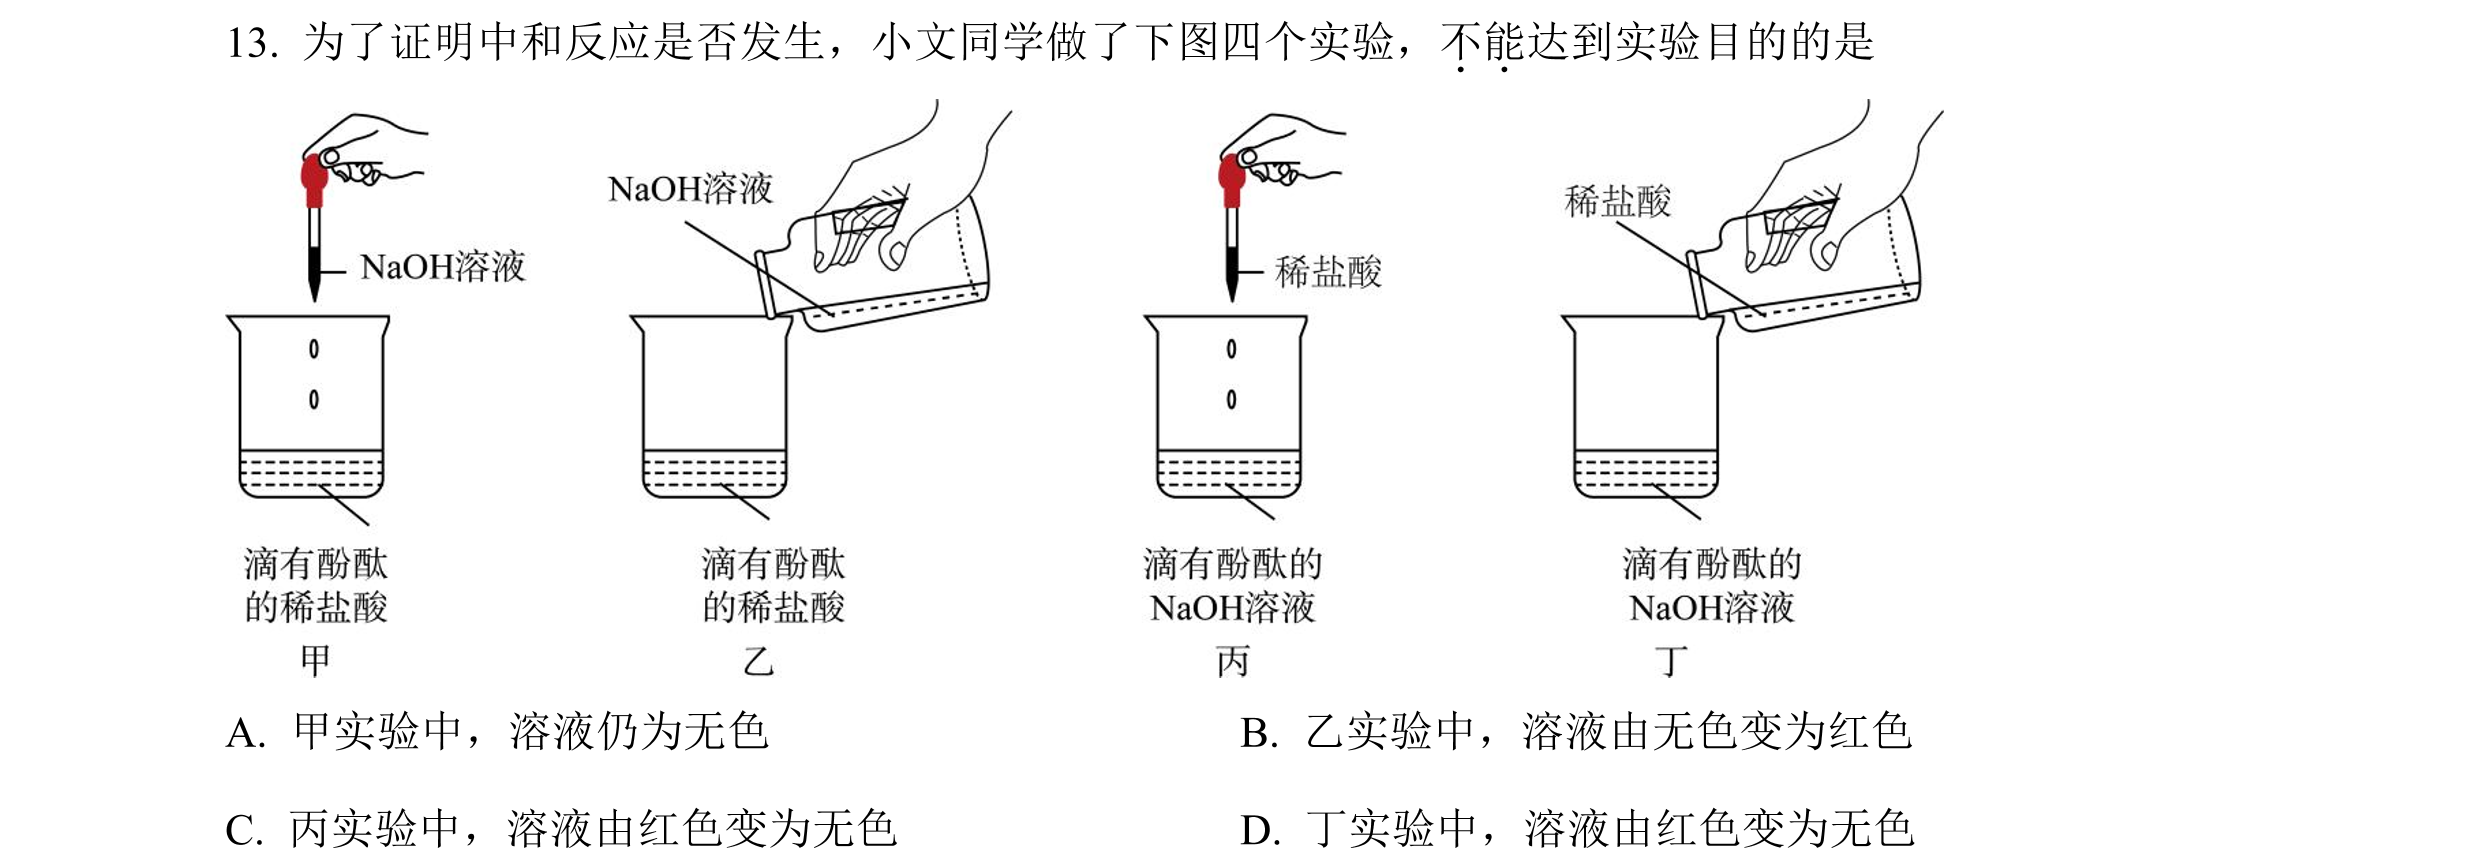 13. 为了证明中和反应是否发生，小文同学做了下图四个实验，不能达到实验目的的是
NaOH溶液
NaOH溶液
稀盐酸
稀盐酸
滴有酚酞
的稀盐酸
甲
滴有酚酞
的稀盐酸
乙
滴有酚酞的
NaOH溶液
丙
滴有酚酞的
NaOH溶液
丁
A. 甲实验中，溶液仍为无色
B. 乙实验中，溶液由无色变为红色
C. 丙实验中，溶液由红色变为无色
D. 丁实验中，溶液由红色变为无色